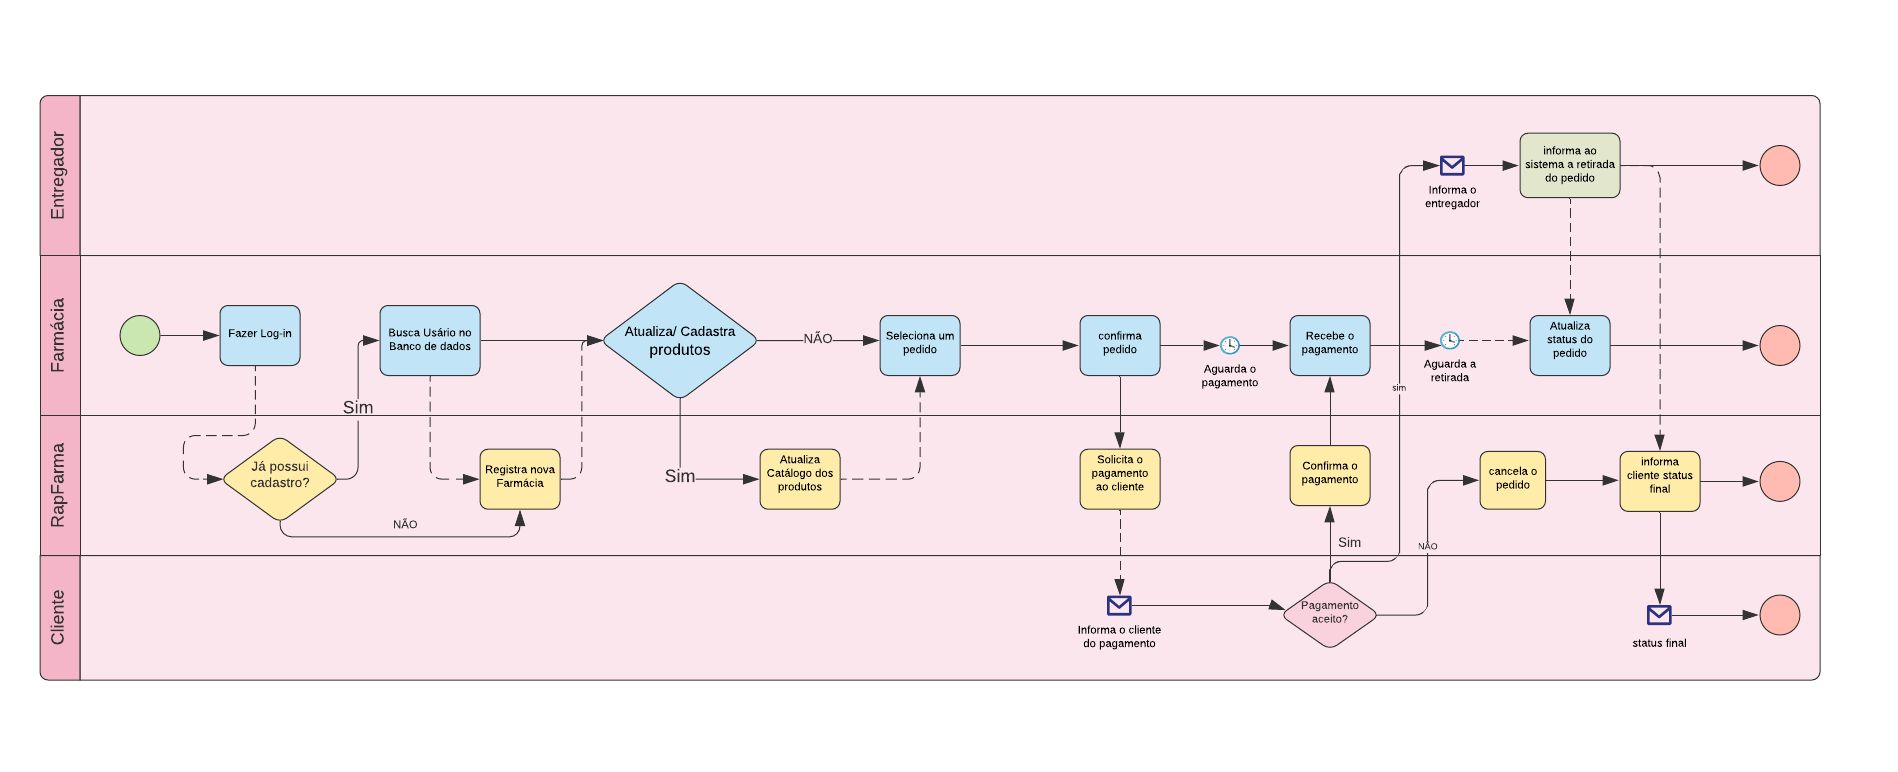 Entregador
informa ao
sistema a retirada
do pedido
Informa o
entregador
Farmácia
Fazer Log-in
Busca Usário no
Banco de dados
Atualiza/ Cadastra
produtos
NÃO
Seleciona um
pedido
confirma
pedido
Aguarda o
pagamento
Recebe o
pagamento
Aguarda a
retirada
Atualiza
status do
pedido
sim
Sim
RapFarma
Já possui
cadastro?
NÃO
Registra nova
Farmácia
Sim
Atualiza
Catálogo dos
produtos
Solicita o
pagamento
ao cliente
Confirma o
pagamento
Sim
cancela o
pedido
NÃO
informa
cliente status
final
Cliente
Informa o cliente
do pagamento
Pagamento
aceito?
status final